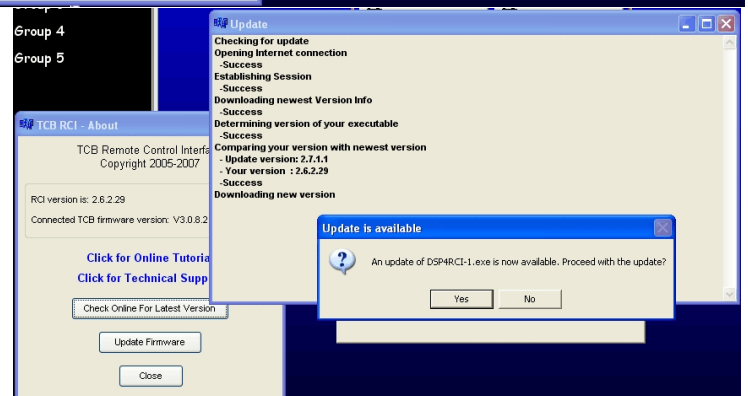 Group 4
Group 5
Update
Checking for update
Opening Internet connection
-Success
Establishing Session
-Success
Downloading newest Version Info
-Success
Determining version of your executable
-Success
Comparing your version with newest version
- Update version: 2.7.1.1
- Your version : 2.6.2.29
-Success
Downloading new version
TCB RCI - About
TCB Remote Control Interfa
Copyright 2005-2007
RCI version is: 2.6.2.29
Connected TCB firmware version: V3.0.8.2
Click for Online Tutoria
Click for Technical Supp
Check Online For Latest Version
Update Firmware
Close
Update is available
An update of DSP4RCI-1.exe is now available. Proceed with the update?
Yes
No